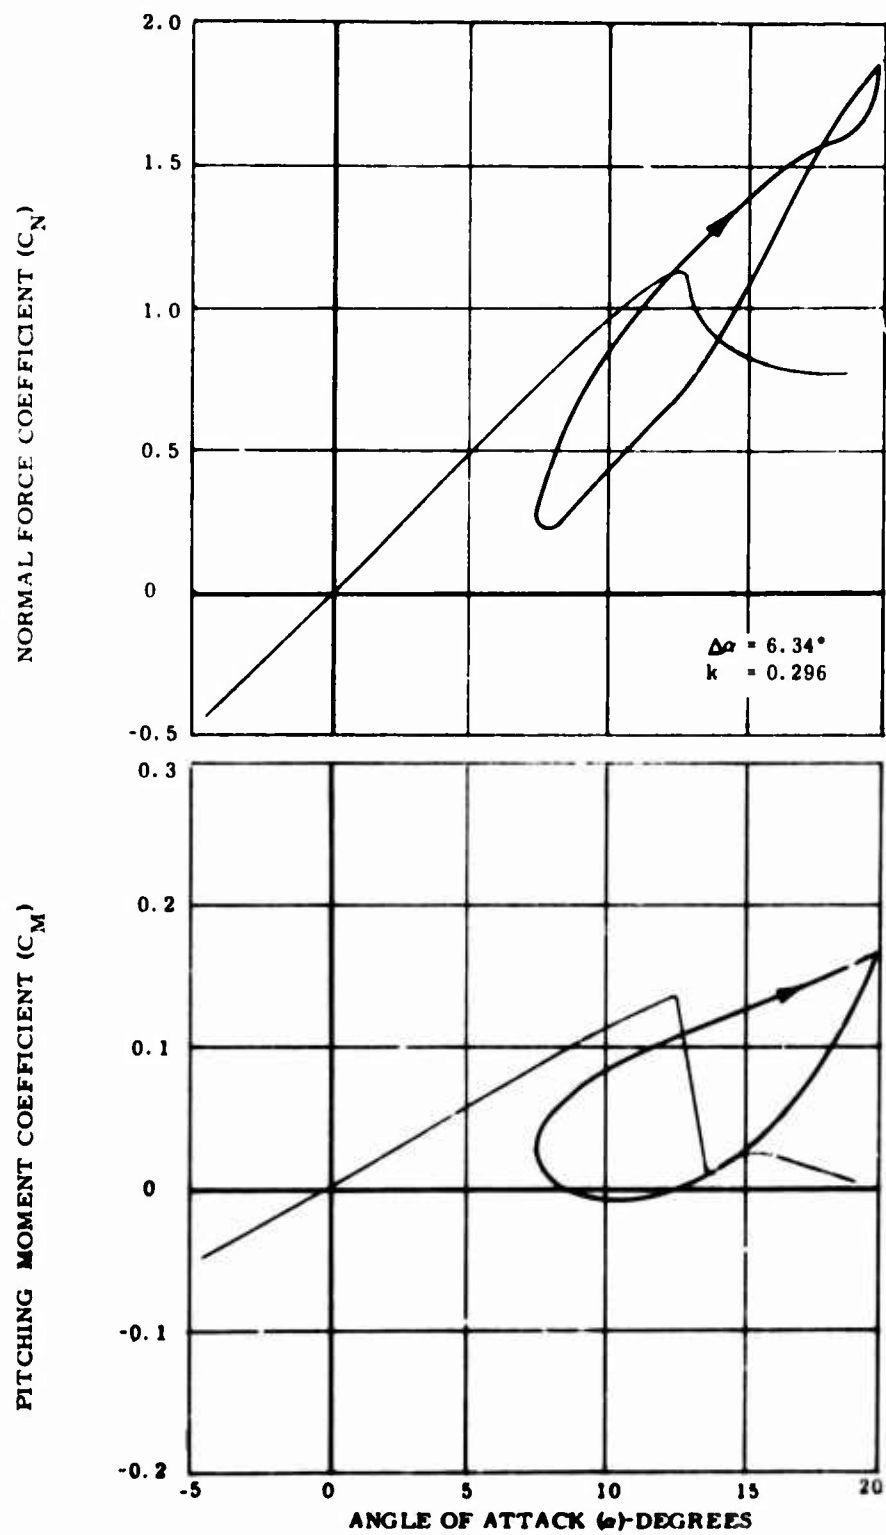 2.0
1.5
1.0
0.5
0
-0.5
NORMAL FORCE COEFFICIENT (C_N)
Δα = 6.34°
k = 0.296
0.3
0.2
0.1
0
-0.1
-0.2
PITCHING MOMENT COEFFICIENT (C_M)
-5 0 5 10 15 20
ANGLE OF ATTACK (α)-DEGREES